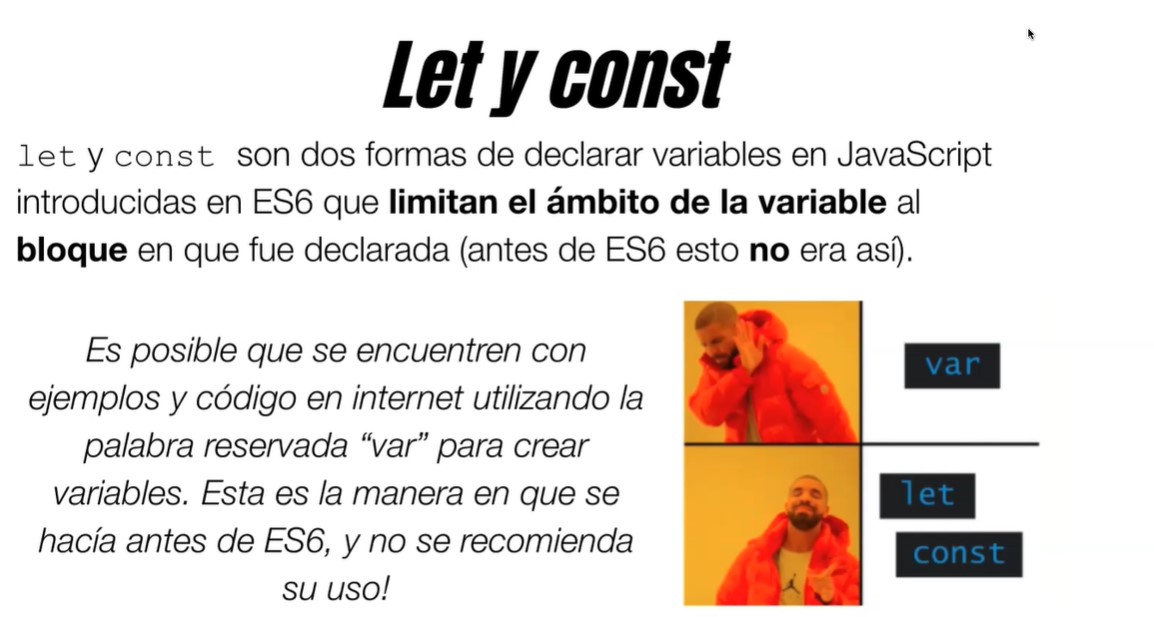 Let y const
let y const son dos formas de declarar variables en JavaScript
introducidas en ES6 que limitan el ámbito de la variable al
bloque en que fue declarada (antes de ES6 esto no era así).
Es posible que se encuentren con
ejemplos y código en internet utilizando la
palabra reservada “var” para crear
variables. Esta es la manera en que se
hacía antes de ES6, y no se recomienda
su uso!
var
let
const